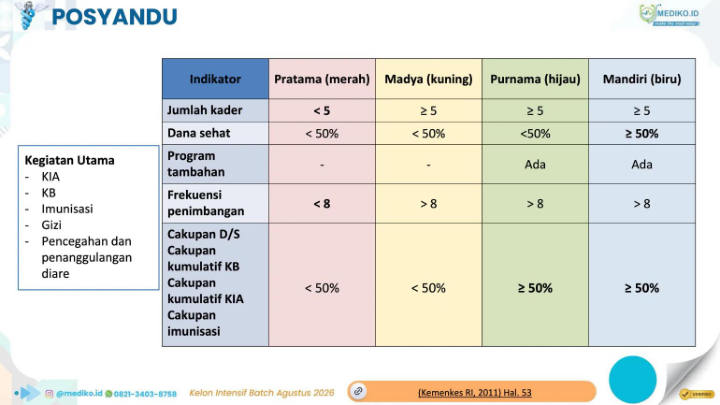 POSYANDU
MEDIKO.ID
Indikator Pratama (merah) Madya (kuning) Purnama (hijau) Mandiri (biru)
Jumlah kader < 5 ≥ 5 ≥ 5 ≥ 5
Dana sehat < 50% < 50% <50% ≥ 50%
Program
tambahan - - Ada Ada
Frekuensi
penimbangan < 8 > 8 > 8 > 8
Cakupan D/S
Cakupan
kumulatif KB
Cakupan
kumulatif KIA
Cakupan
imunisasi
< 50% < 50% ≥ 50% ≥ 50%
Kegiatan Utama
- KIA
- KB
- Imunisasi
- Gizi
- Pencegahan dan
penanggulangan
diare
@mediko.id 0821-3403-8758 Kelon Intensif Batch Agustus 2026 (Kemenkes RI, 2011) Hal. 53